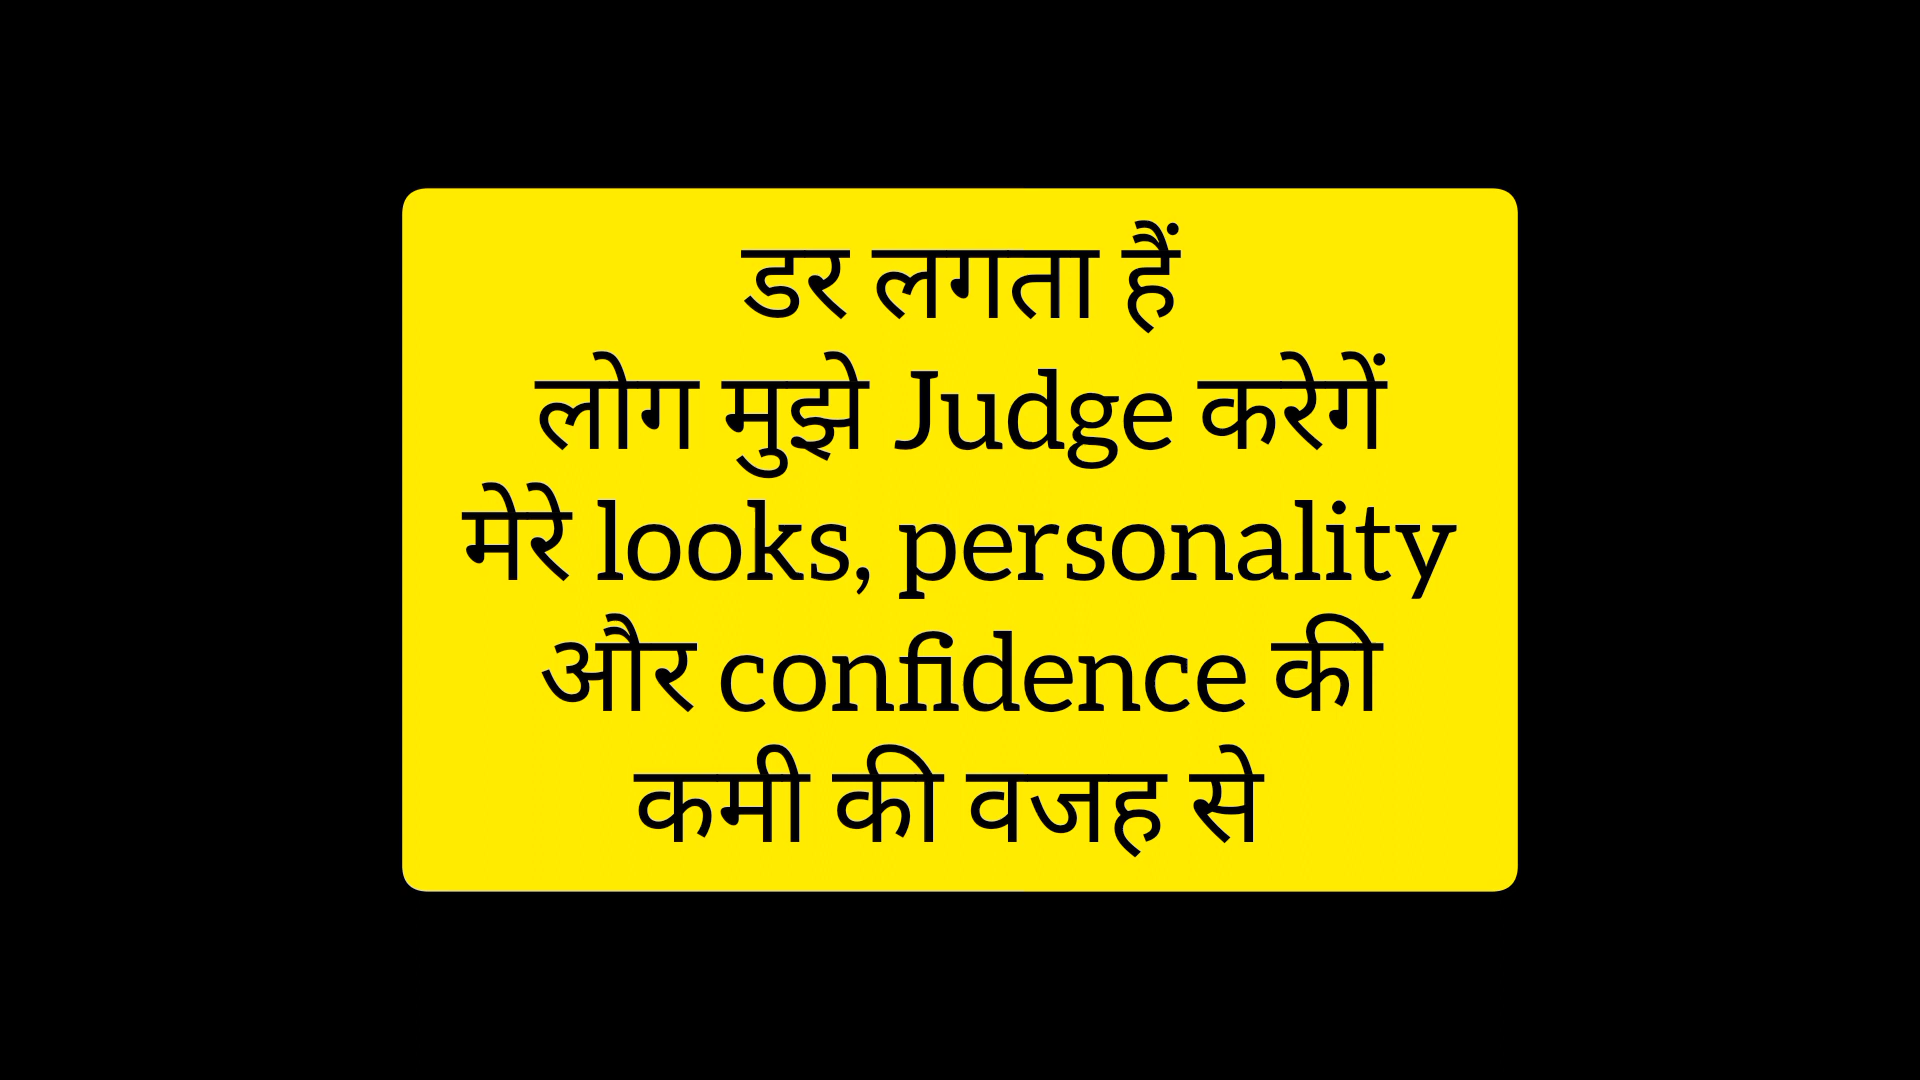 डर लगता हैं
लोग मुझे Judge करेगें
मेरे looks, personality
और confidence की
कमी की वजह से